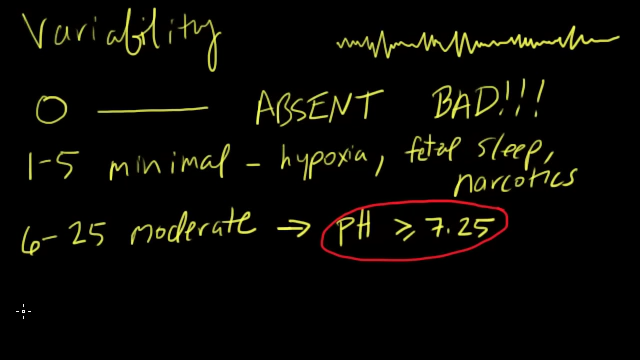 Variability
0 —— ABSENT BAD!!!
1-5 minimal - hypoxia, fetal sleep,
narcotics
6-25 moderate → pH ≥ 7.25